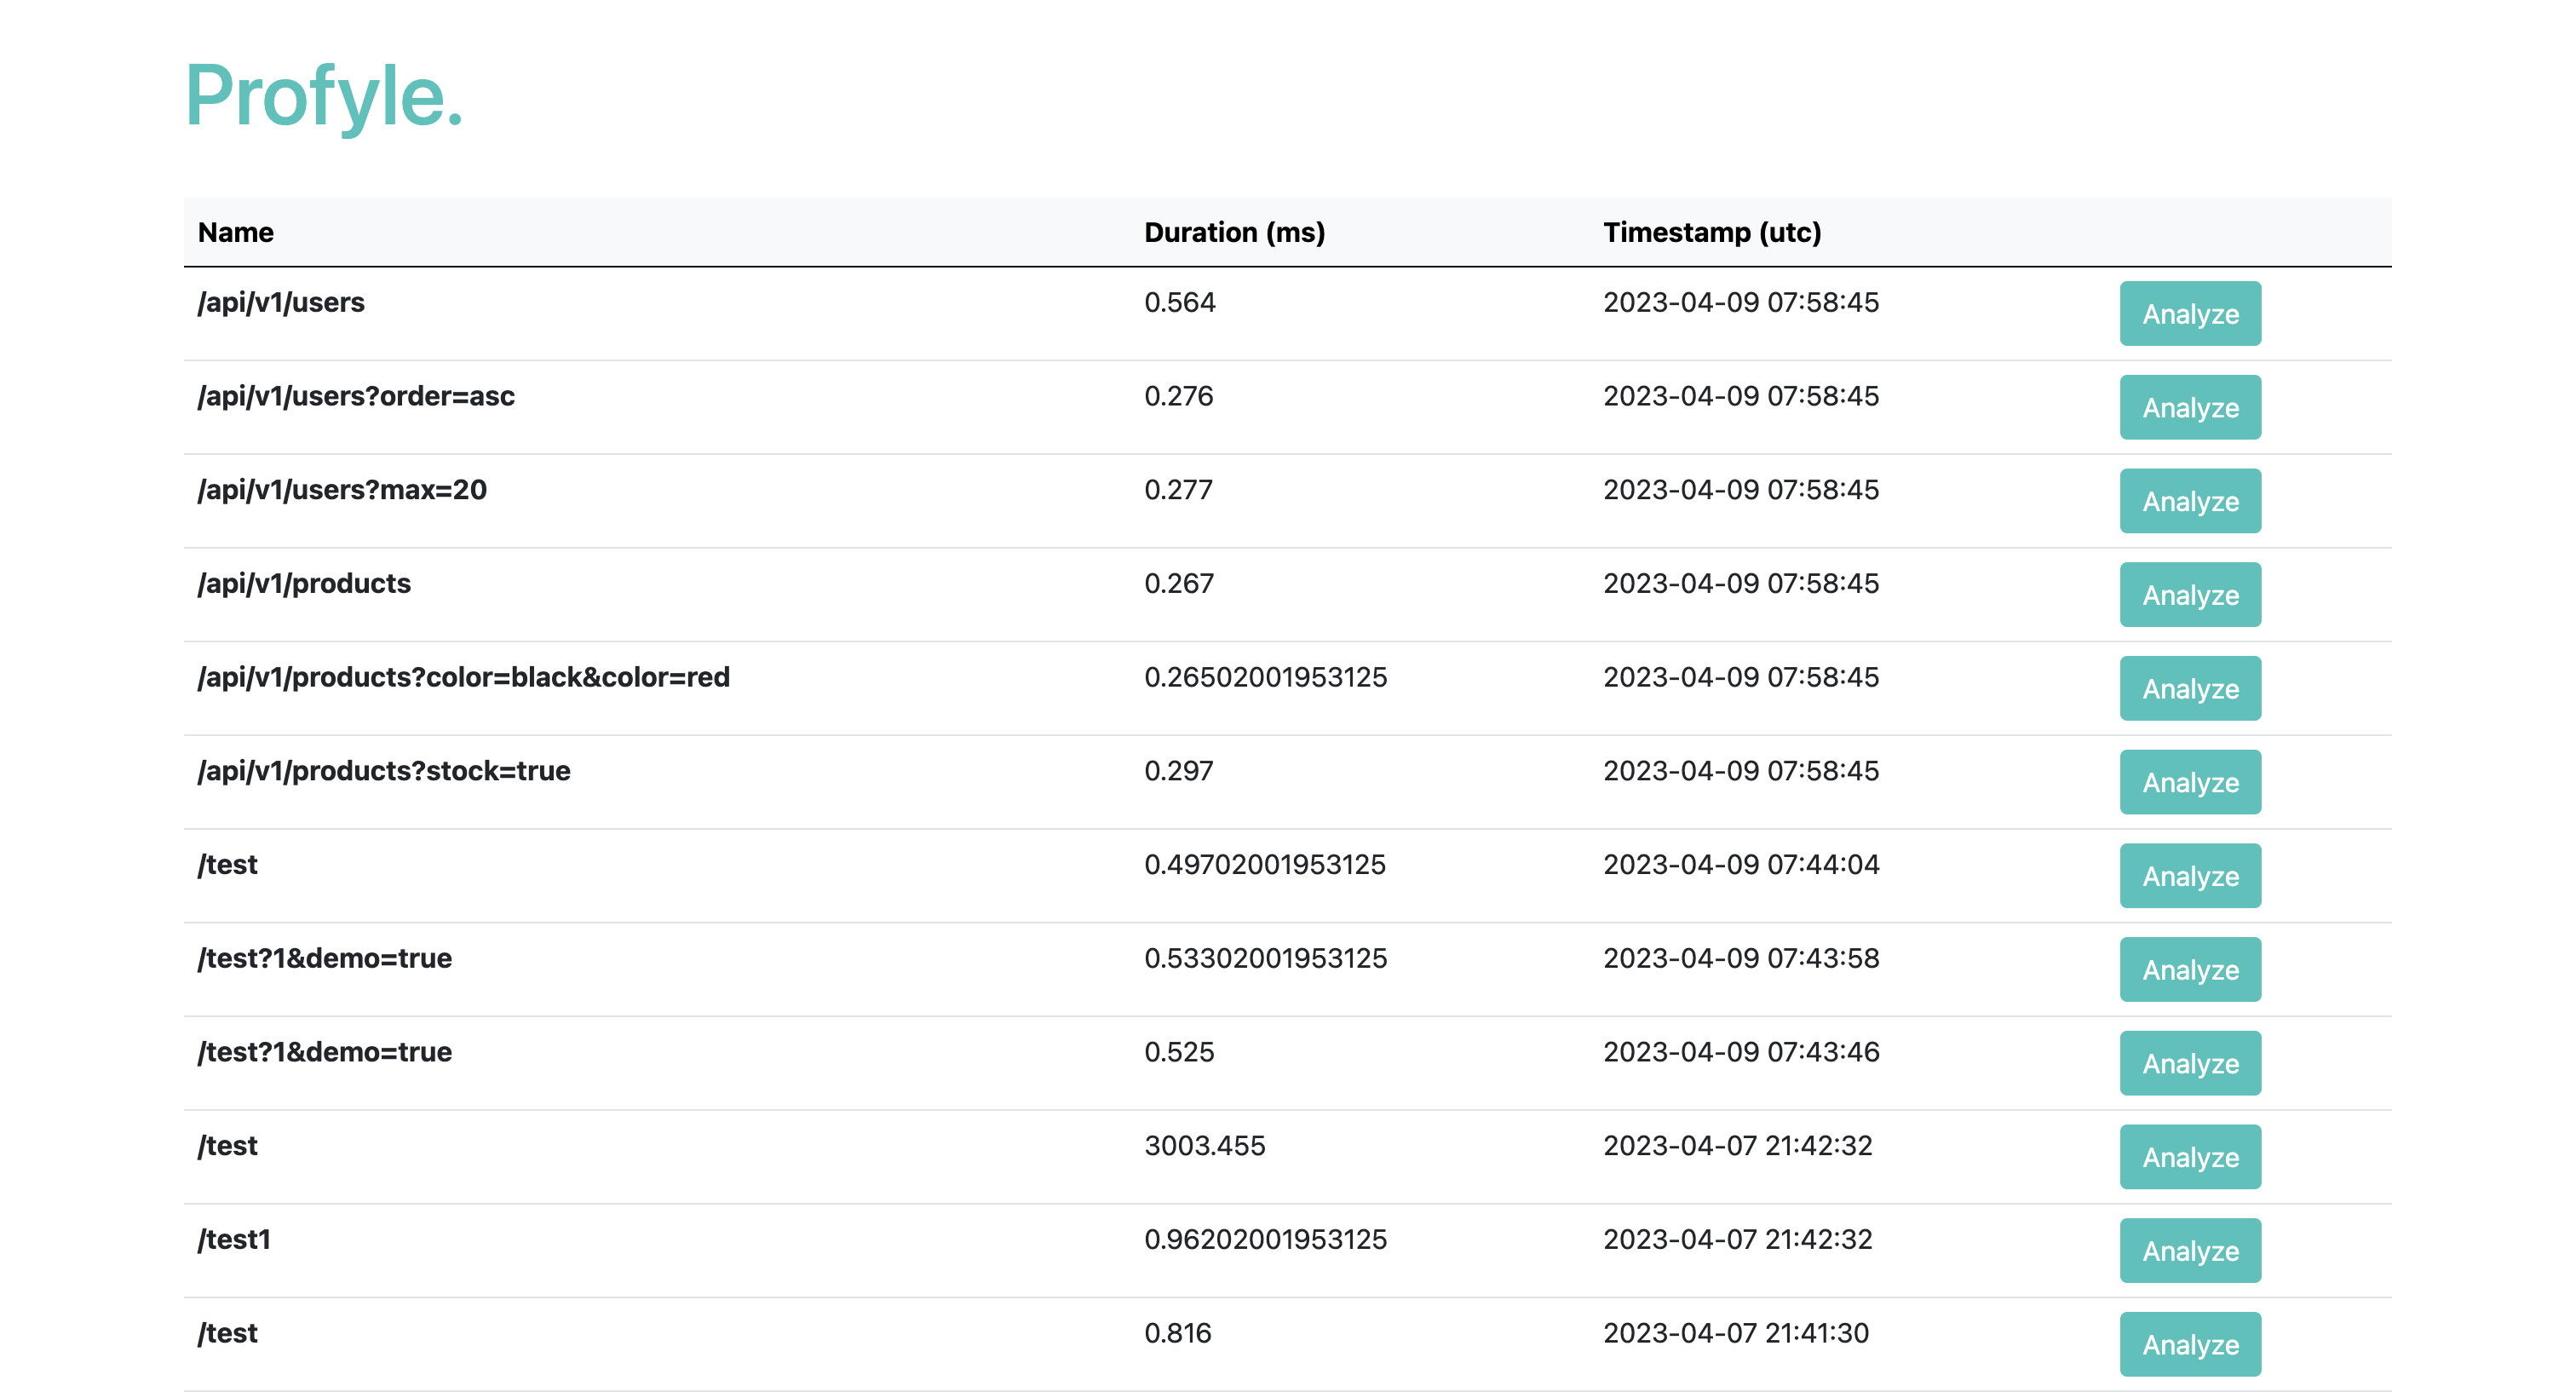 Profyle.
Name Duration (ms) Timestamp (utc)
/api/v1/users 0.564 2023-04-09 07:58:45 Analyze
/api/v1/users?order=asc 0.276 2023-04-09 07:58:45 Analyze
/api/v1/users?max=20 0.277 2023-04-09 07:58:45 Analyze
/api/v1/products 0.267 2023-04-09 07:58:45 Analyze
/api/v1/products?color=black&color=red 0.26502001953125 2023-04-09 07:58:45 Analyze
/api/v1/products?stock=true 0.297 2023-04-09 07:58:45 Analyze
/test 0.49702001953125 2023-04-09 07:44:04 Analyze
/test?1&demo=true 0.53302001953125 2023-04-09 07:43:58 Analyze
/test?1&demo=true 0.525 2023-04-09 07:43:46 Analyze
/test 3003.455 2023-04-07 21:42:32 Analyze
/test1 0.96202001953125 2023-04-07 21:42:32 Analyze
/test 0.816 2023-04-07 21:41:30 Analyze